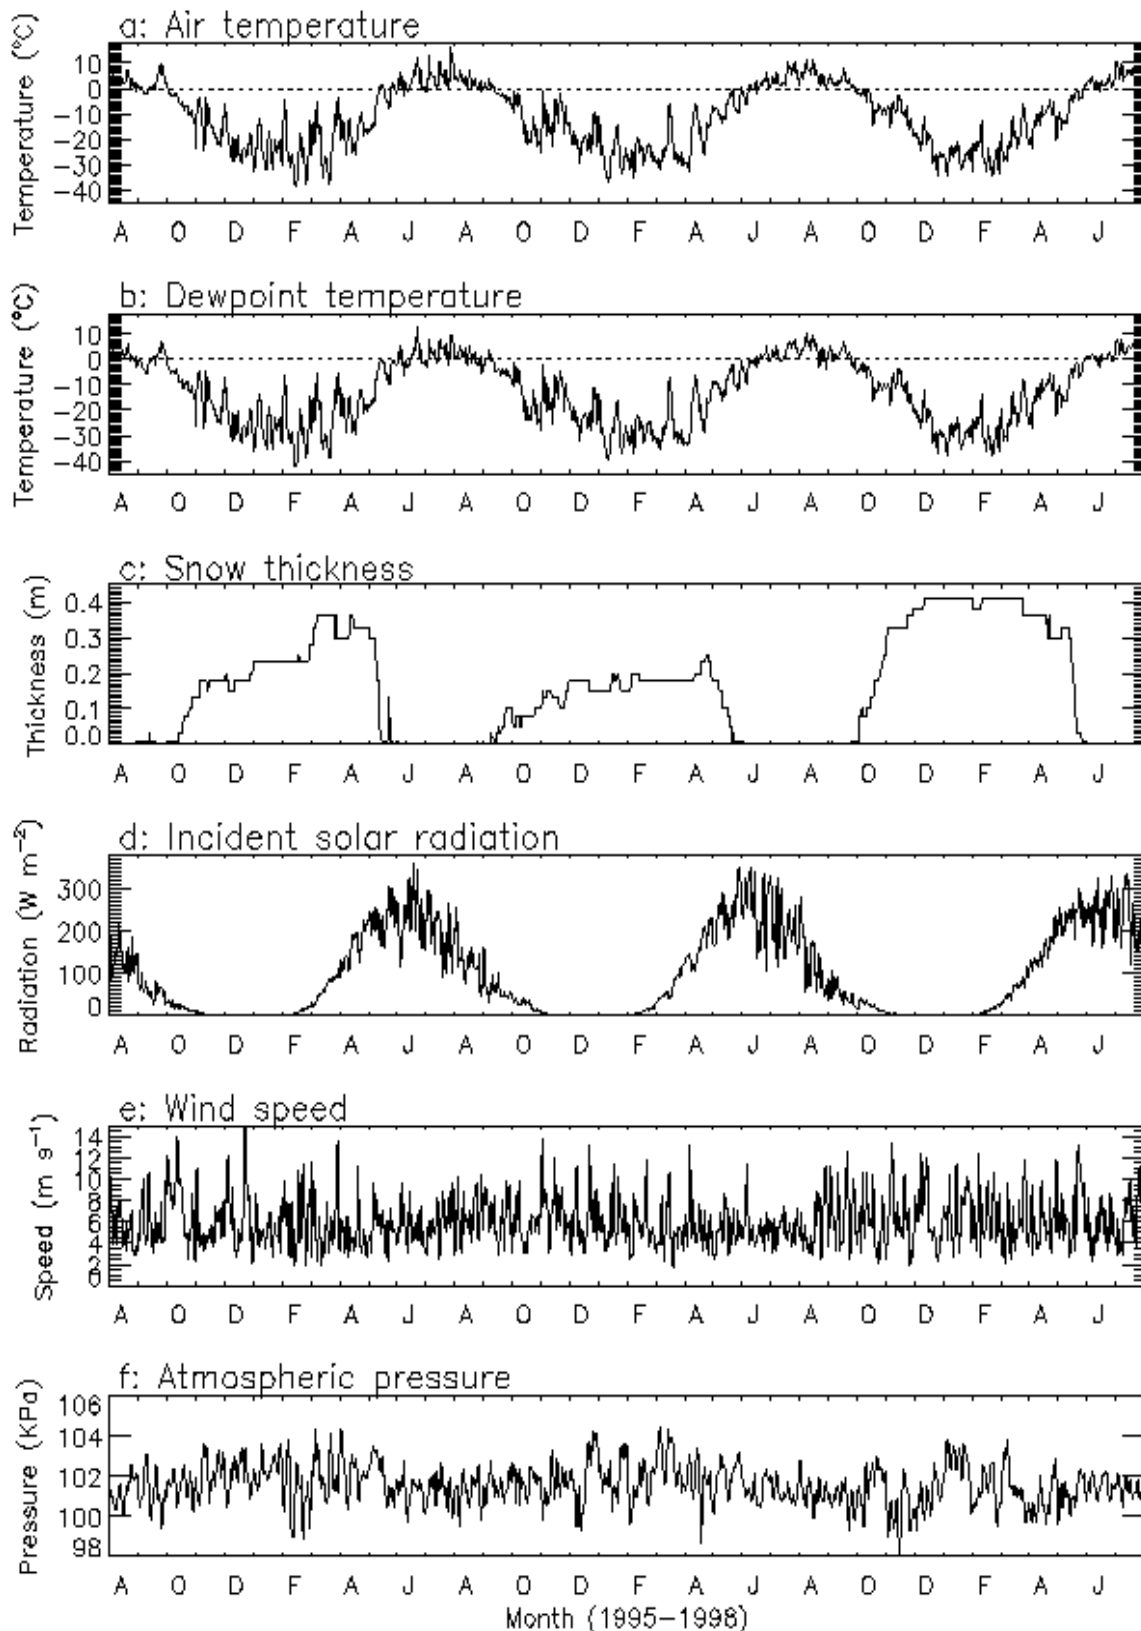 a: Air temperature
Temperature (°C)
10
0
−10
−20
−30
−40
A O D F A J A O D F A J A O D F A J
b: Dewpoint temperature
Temperature (°C)
10
0
−10
−20
−30
−40
A O D F A J A O D F A J A O D F A J
c: Snow thickness
Thickness (m)
0.4
0.3
0.2
0.1
0.0
A O D F A J A O D F A J A O D F A J
d: Incident solar radiation
Radiation (W m−2)
300
200
100
0
A O D F A J A O D F A J A O D F A J
e: Wind speed
Speed (m s−1)
14
12
10
8
6
4
2
0
A O D F A J A O D F A J A O D F A J
f: Atmospheric pressure
Pressure (KPa)
106
104
102
100
98
A O D F A J A O D F A J A O D F A J
Month (1995−1998)